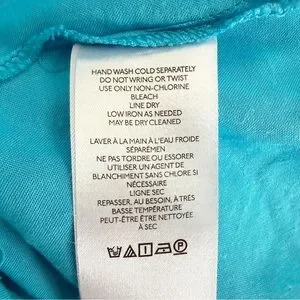 HAND WASH COLD SEPARATELY
DO NOT WRING OR TWIST
USE ONLY NON-CHLORINE
BLEACH
LINE DRY
LOW IRON AS NEEDED
MAY BE DRY CLEANED
LAVER À LA MAIN À L'EAU FROIDE
SÉPARÉMEN
NE PAS TORDRE OU ESSORER
UTILISER UN AGENT DE
BLANCHIMENT SANS CHLORE SI
NÉCESSAIRE
LIGNE SEC
REPASSER, AU BESOIN, À TRÈS
BASSE TEMPÉRATURE
PEUT-ÊTRE ÊTRE NETTOYÉE
À SEC
P